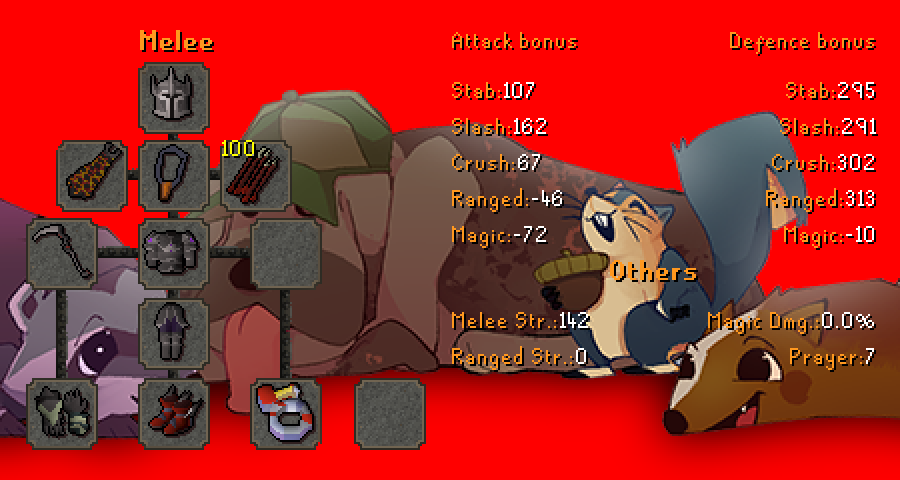 Melee
100
Attack bonus
Stab:107
Slash:162
Crush:67
Ranged:-46
Magic:-72
Defence bonus
Stab:295
Slash:291
Crush:302
Ranged:313
Magic:-10
Others
Melee Str.:142
Ranged Str.:0
Magic Dmg.:0.0%
Prayer:7